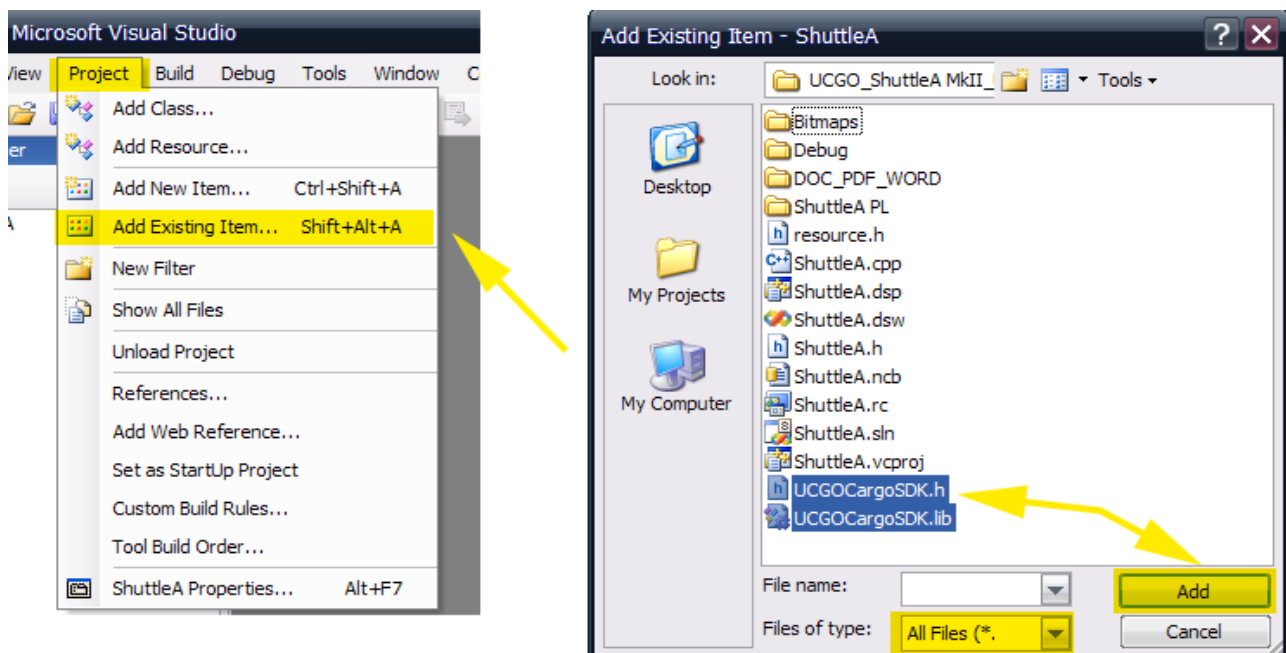 Microsoft Visual Studio
View Project Build Debug Tools Window C
er
Add Class...
Add Resource...
Add New Item... Ctrl+Shift+A
Add Existing Item... Shift+Alt+A
New Filter
Show All Files
Unload Project
References...
Add Web Reference...
Set as StartUp Project
Custom Build Rules...
Tool Build Order...
ShuttleA Properties... Alt+F7
Add Existing Item - ShuttleA
Look in: UCGO_ShuttleA MkII_ Tools
Desktop
My Projects
My Computer
Bitmaps
Debug
DOC_PDF_WORD
ShuttleA PL
resource.h
ShuttleA.cpp
ShuttleA.dsp
ShuttleA.dsw
ShuttleA.h
ShuttleA.ncb
ShuttleA.rc
ShuttleA.sln
ShuttleA.vcproj
UCGOCargoSDK.h
UCGOCargoSDK.lib
File name: Add
Files of type: All Files (*. Cancel